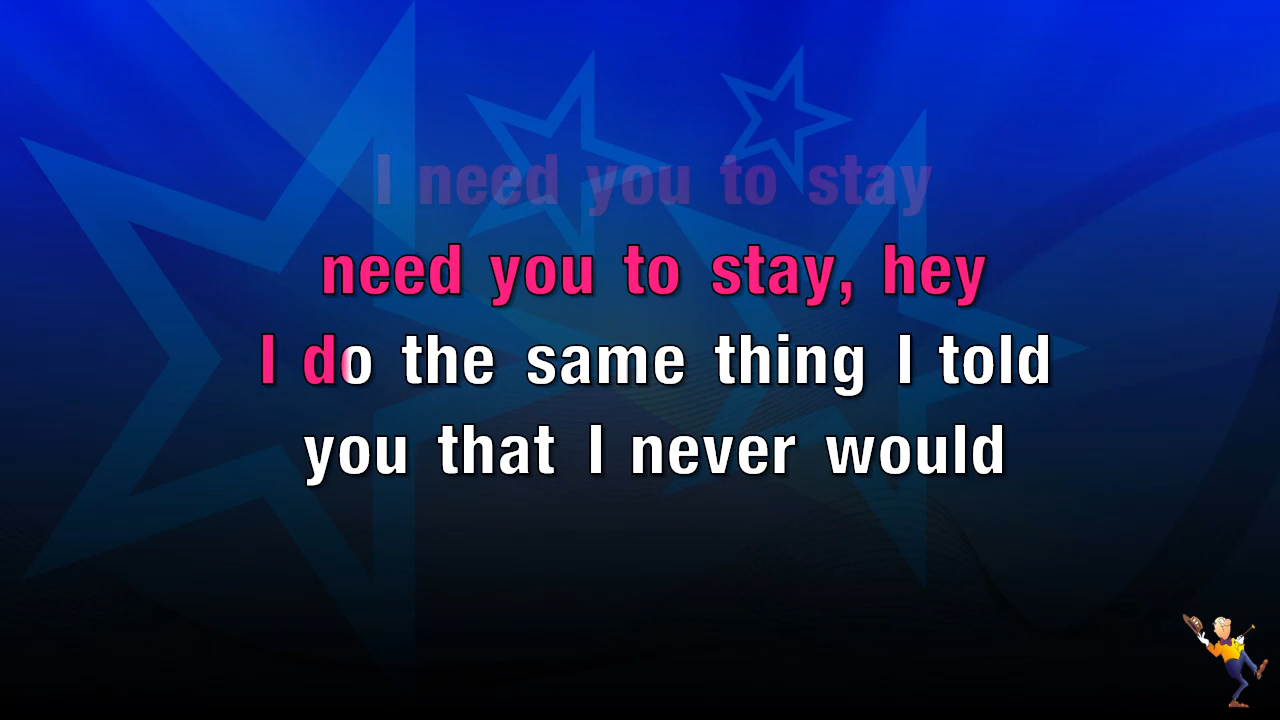 I need you to stay
need you to stay, hey
I do the same thing I told
you that I never would